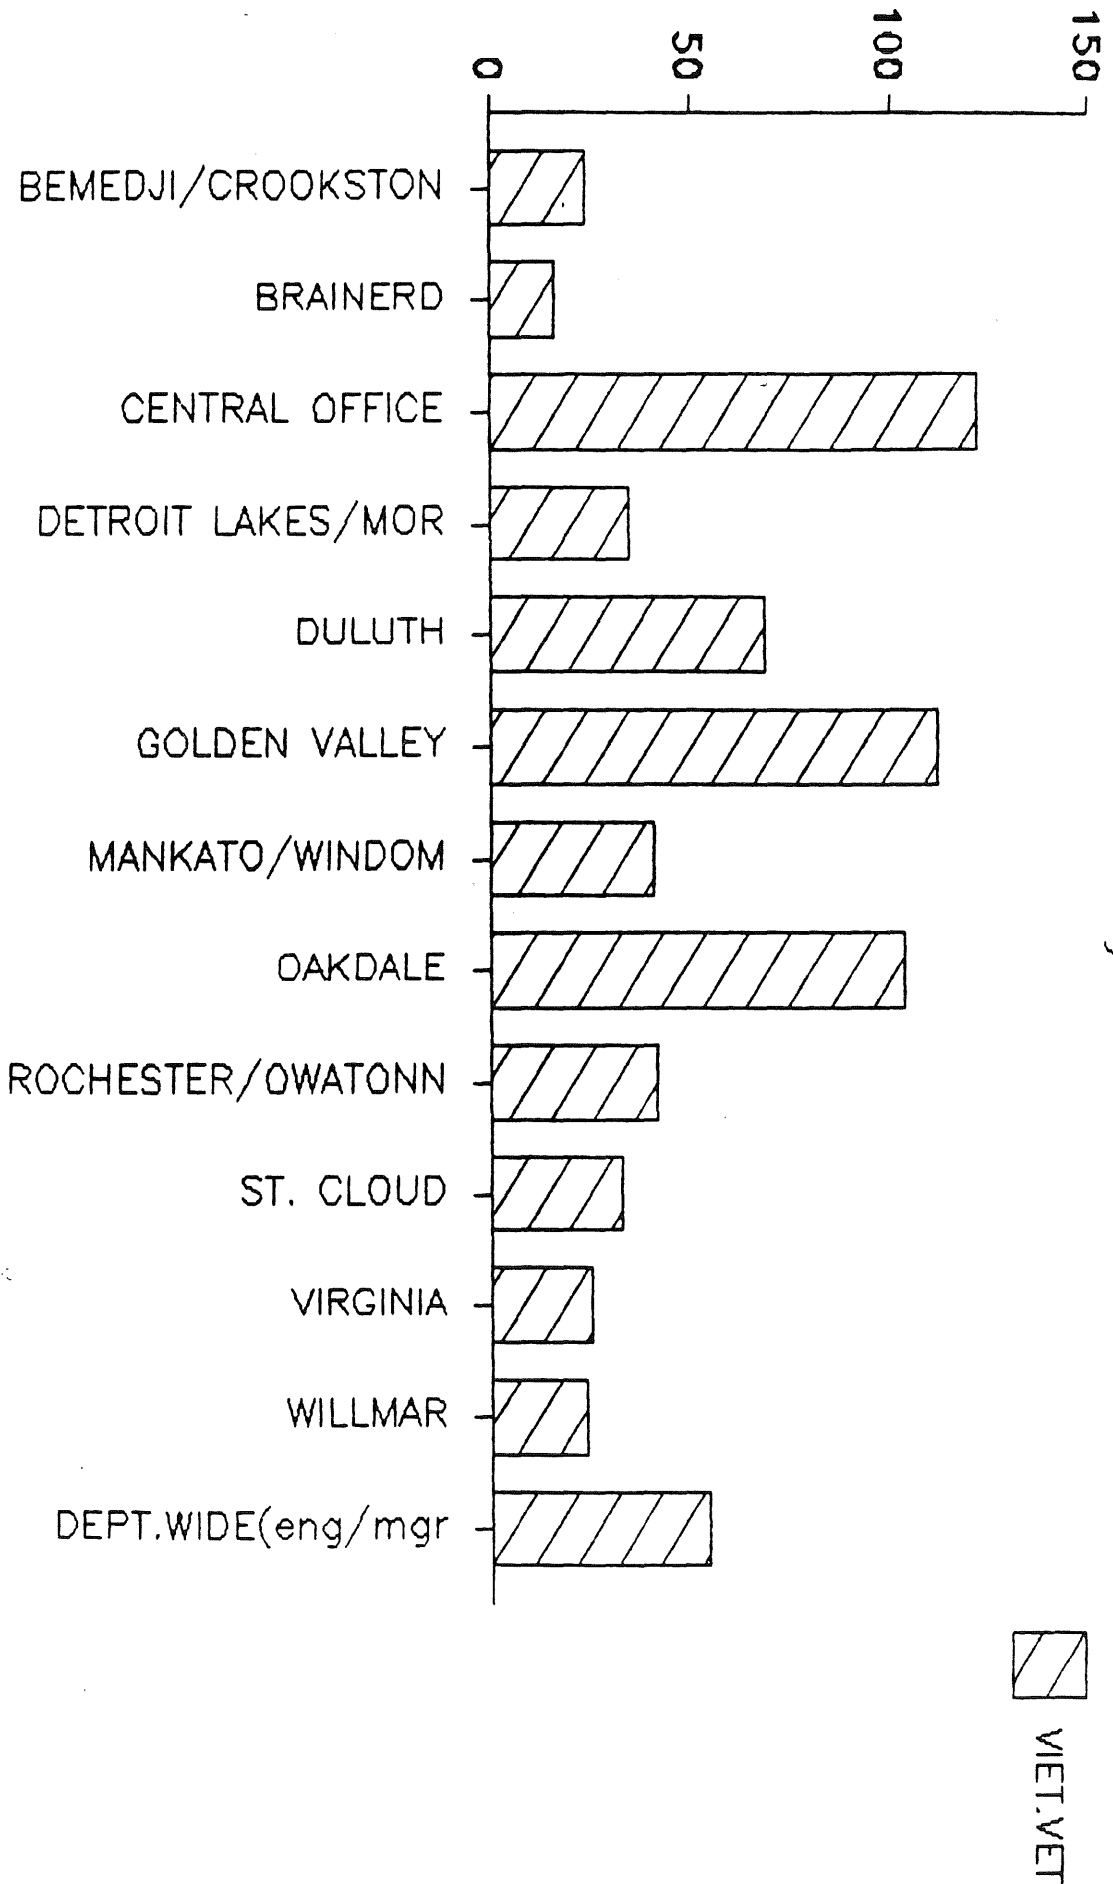 0
50
100
150
BEMEDJI/CROOKSTON
BRAINERD
CENTRAL OFFICE
DETROIT LAKES/MOR
DULUTH
GOLDEN VALLEY
MANKATO/WINDOM
OAKDALE
ROCHESTER/OWATONN
ST. CLOUD
VIRGINIA
WILLMAR
DEPT.WIDE(eng/mgr
VIET.VET